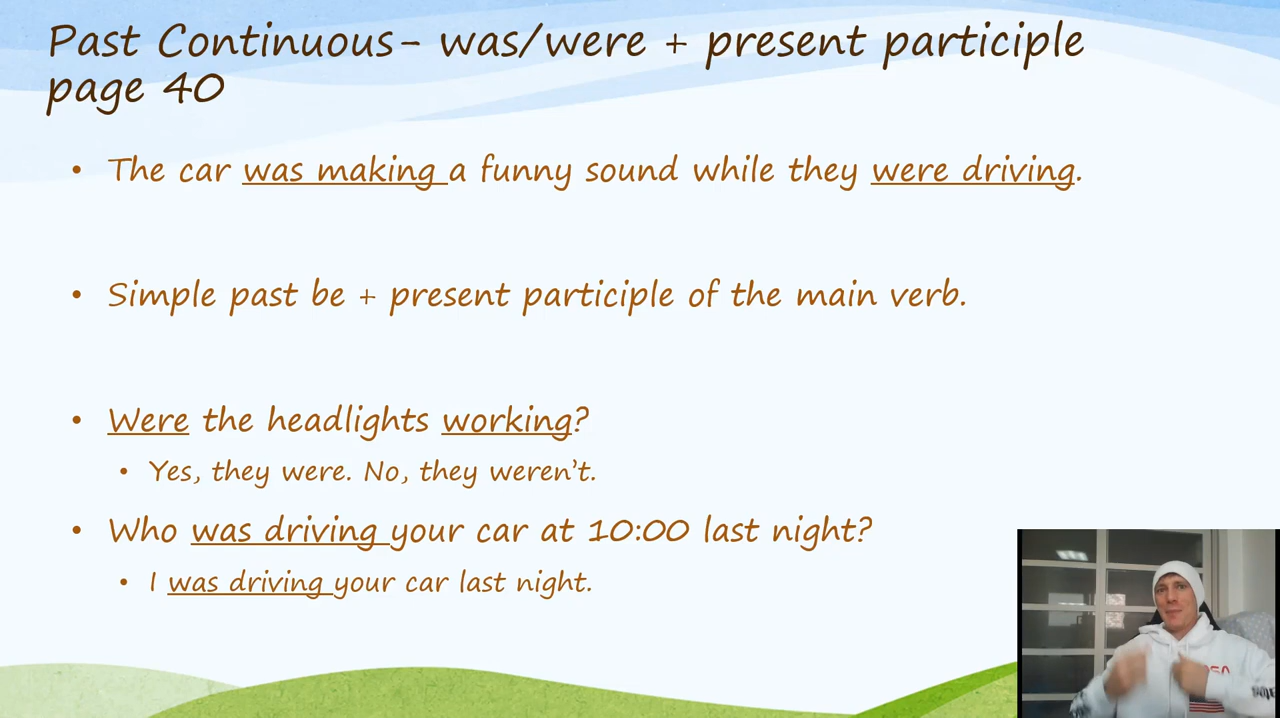 Past Continuous- was/were + present participle
page 40
• The car was making a funny sound while they were driving.
• Simple past be + present participle of the main verb.
• Were the headlights working?
• Yes, they were. No, they weren't.
• Who was driving your car at 10:00 last night?
• I was driving your car last night.